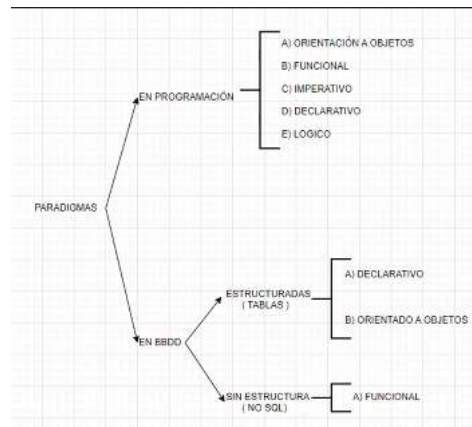 PARADIGMAS
EN PROGRAMACIÓN
A) ORIENTACIÓN A OBJETOS
B) FUNCIONAL
C) IMPERATIVO
D) DECLARATIVO
E) LOGICO
EN BBDD
ESTRUCTURADAS
( TABLAS )
A) DECLARATIVO
B) ORIENTADO A OBJETOS
SIN ESTRUCTURA
( NO SQL)
A) FUNCIONAL